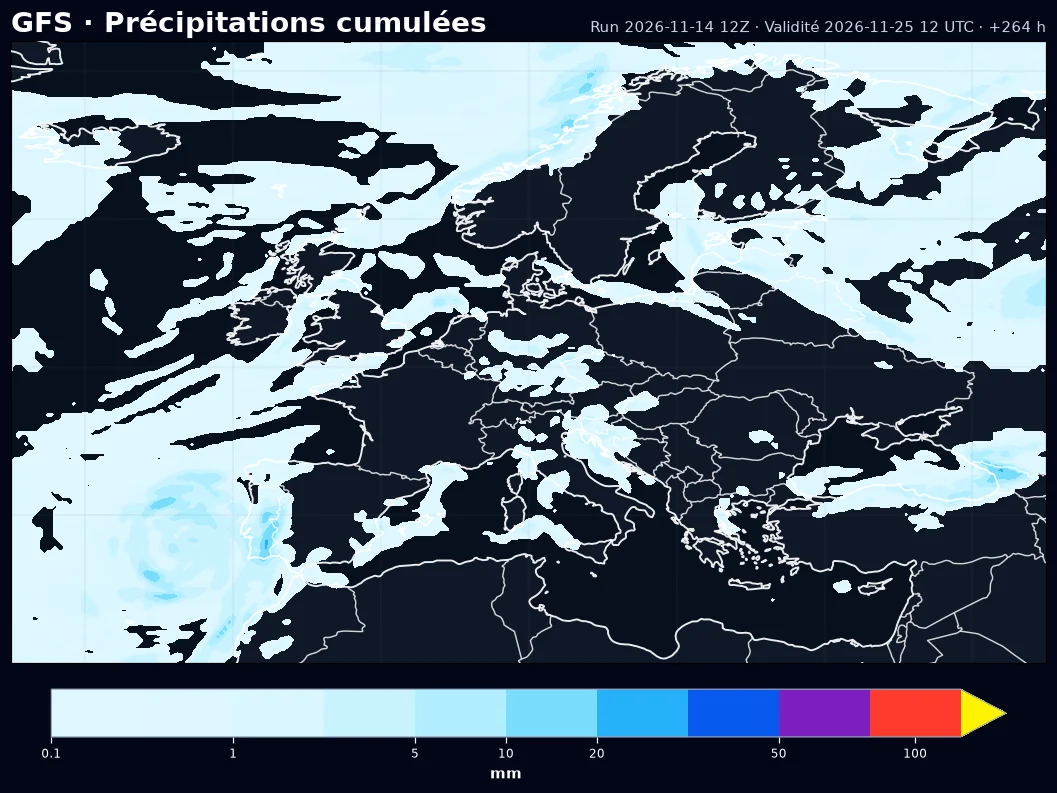 GFS · Précipitations cumulées
Run 2026-11-14 12Z · Validité 2026-11-25 12 UTC · +264 h
0.1 1 5 10 20 50 100
mm